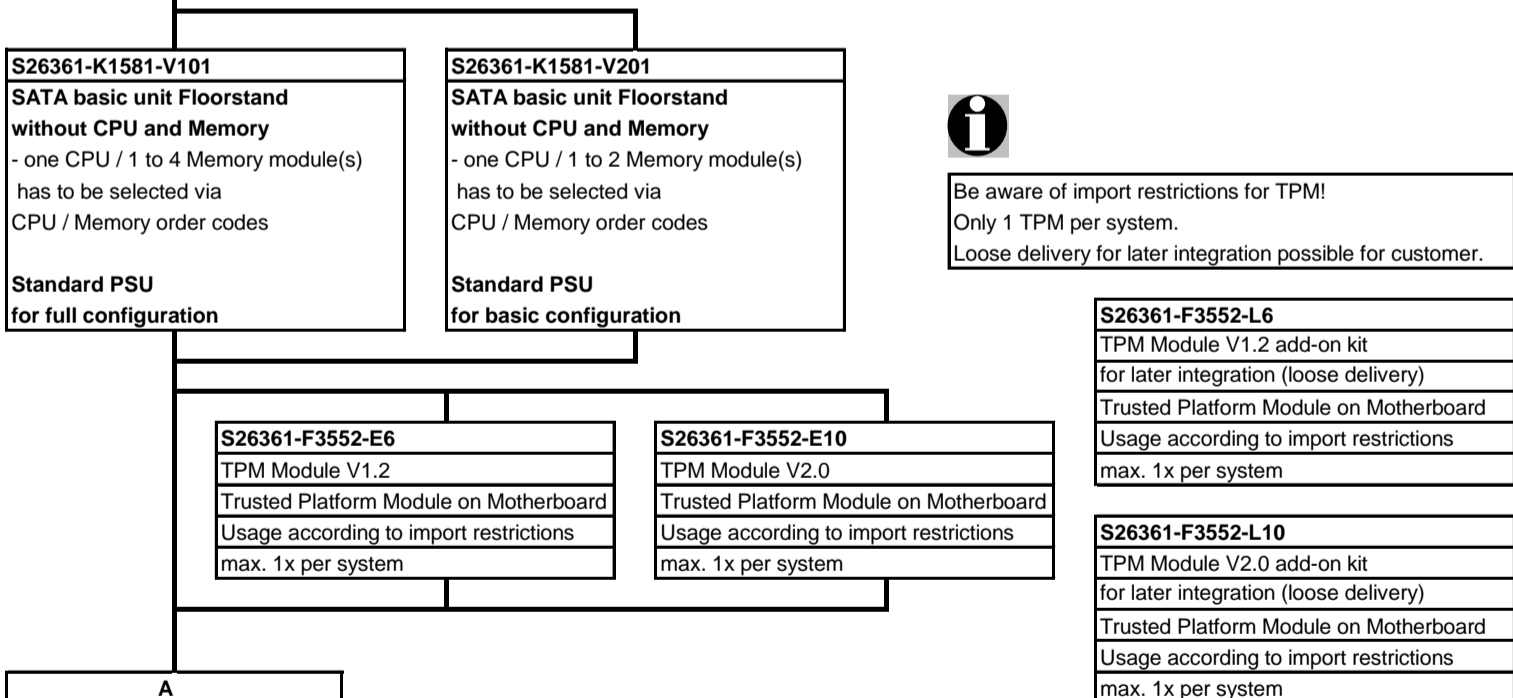 S26361-K1581-V101
SATA basic unit Floorstand
without CPU and Memory
- one CPU / 1 to 4 Memory module(s)
has to be selected via
CPU / Memory order codes
Standard PSU
for full configuration
S26361-K1581-V201
SATA basic unit Floorstand
without CPU and Memory
- one CPU / 1 to 2 Memory module(s)
has to be selected via
CPU / Memory order codes
Standard PSU
for basic configuration
Be aware of import restrictions for TPM!
Only 1 TPM per system.
Loose delivery for later integration possible for customer.
S26361-F3552-E6
TPM Module V1.2
Trusted Platform Module on Motherboard
Usage according to import restrictions
max. 1x per system
S26361-F3552-E10
TPM Module V2.0
Trusted Platform Module on Motherboard
Usage according to import restrictions
max. 1x per system
S26361-F3552-L6
TPM Module V1.2 add-on kit
for later integration (loose delivery)
Trusted Platform Module on Motherboard
Usage according to import restrictions
max. 1x per system
S26361-F3552-L10
TPM Module V2.0 add-on kit
for later integration (loose delivery)
Trusted Platform Module on Motherboard
Usage according to import restrictions
max. 1x per system
A